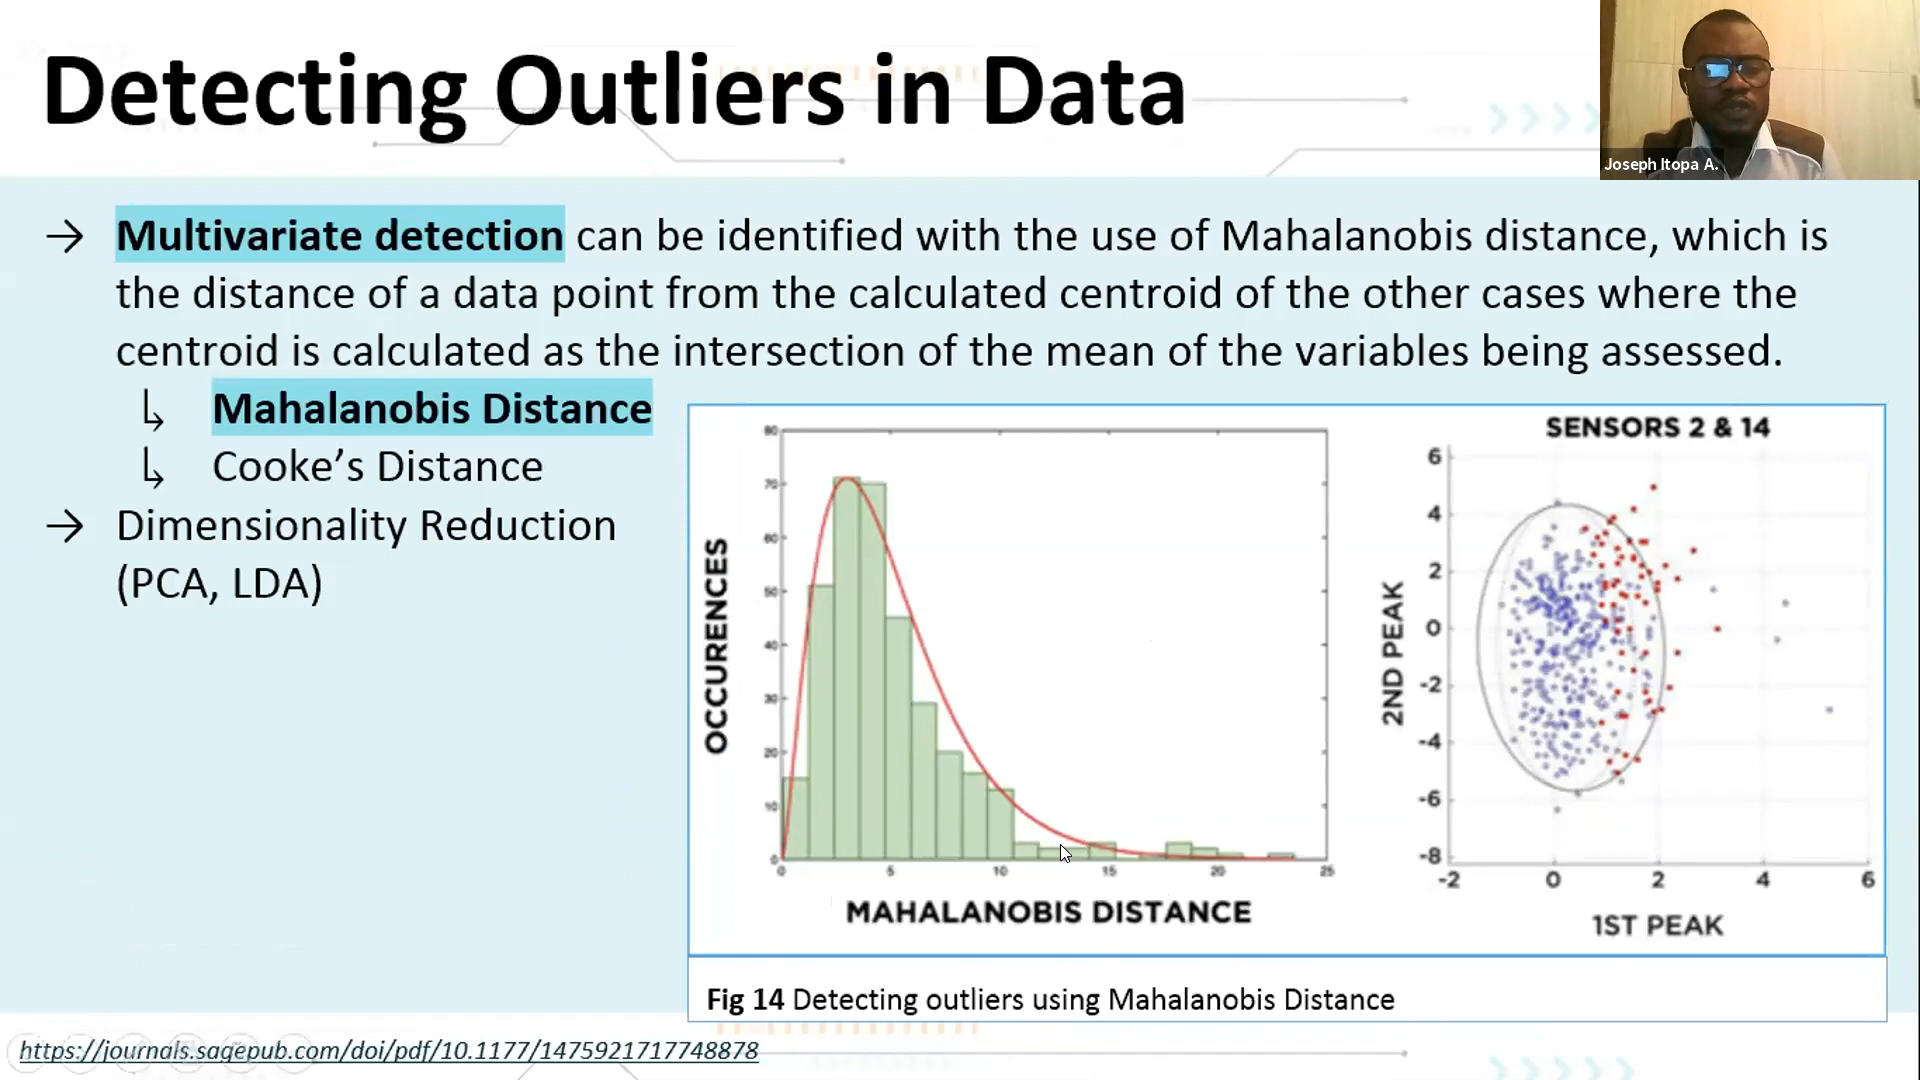 Detecting Outliers in Data
Joseph Itopa A.
→ Multivariate detection can be identified with the use of Mahalanobis distance, which is
the distance of a data point from the calculated centroid of the other cases where the
centroid is calculated as the intersection of the mean of the variables being assessed.
↳ Mahalanobis Distance
↳ Cooke’s Distance
→ Dimensionality Reduction
(PCA, LDA)
OCCURENCES
80
70
60
50
40
30
20
10
0
0 5 10 15 20 25
MAHALANOBIS DISTANCE
SENSORS 2 & 14
2ND PEAK
6
4
2
0
-2
-4
-6
-8
-2 0 2 4 6
1ST PEAK
Fig 14 Detecting outliers using Mahalanobis Distance
https://journals.sagepub.com/doi/pdf/10.1177/1475921717748878